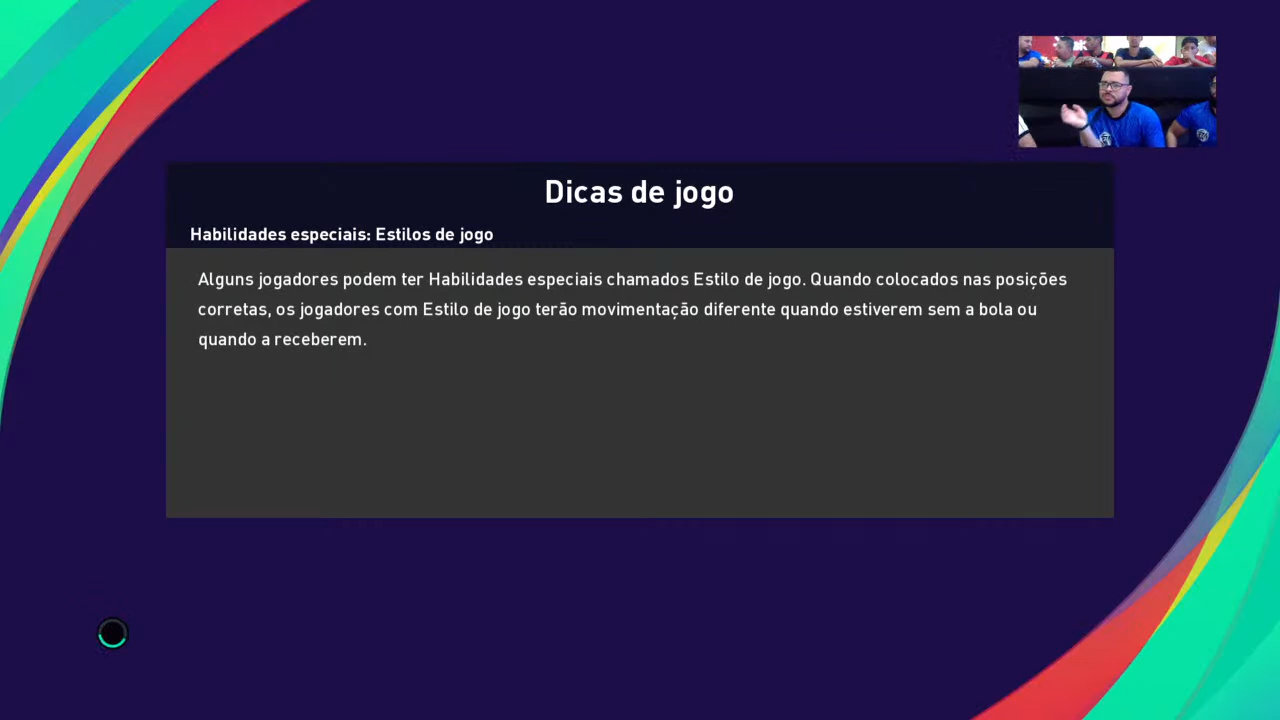 Dicas de jogo
Habilidades especiais: Estilos de jogo
Alguns jogadores podem ter Habilidades especiais chamados Estilo de jogo. Quando colocados nas posições
corretas, os jogadores com Estilo de jogo terão movimentação diferente quando estiverem sem a bola ou
quando a receberem.